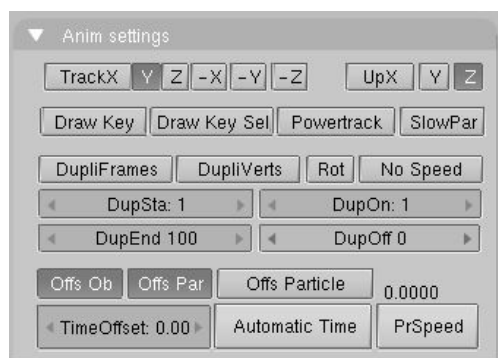 Anim settings
TrackX Y Z -X -Y -Z UpX Y Z
Draw Key Draw Key Sel Powertrack SlowPar
DupliFrames DupliVerts Rot No Speed
DupSta: 1 DupOn: 1
DupEnd 100 DupOff 0
Offs Ob Offs Par Offs Particle 0.0000
TimeOffset: 0.00 Automatic Time PrSpeed